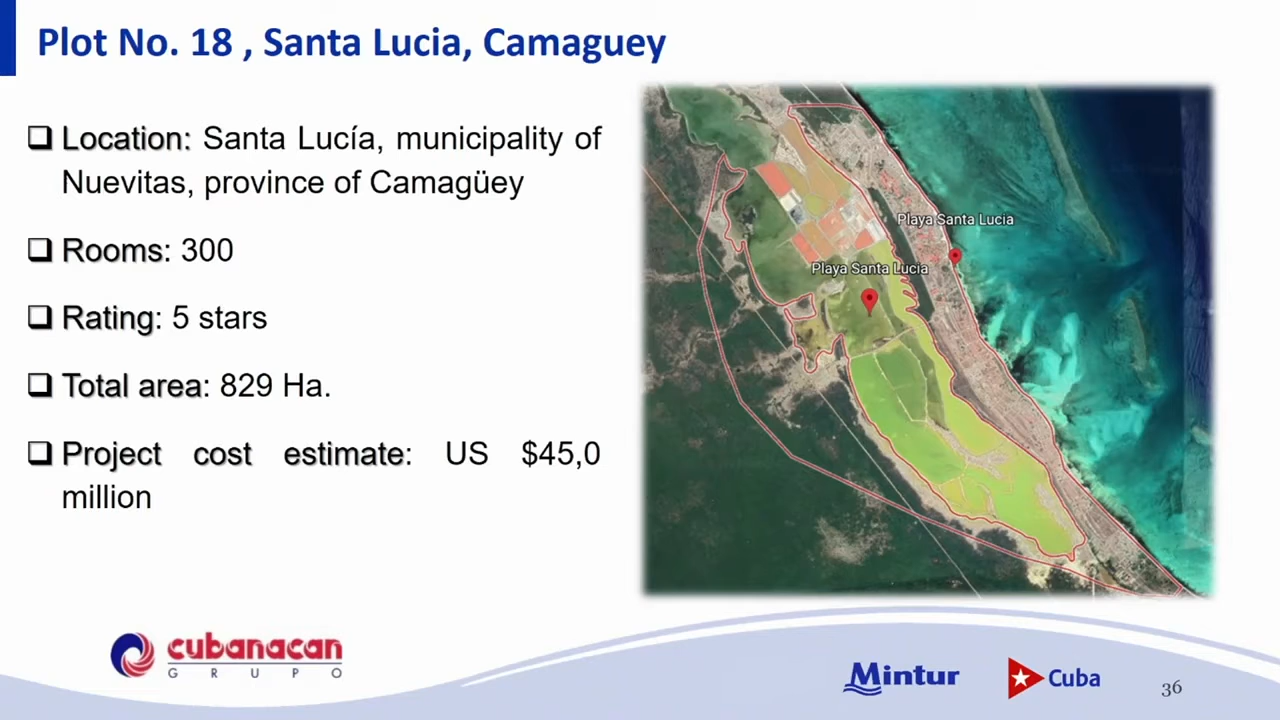 Plot No. 18 , Santa Lucia, Camaguey
Location: Santa Lucía, municipality of
Nuevitas, province of Camagüey
Rooms: 300
Rating: 5 stars
Total area: 829 Ha.
Project cost estimate: US $45,0
million
Playa Santa Lucia
Playa Santa Lucia
cubanacan
GRUPO
Mintur
Cuba
36